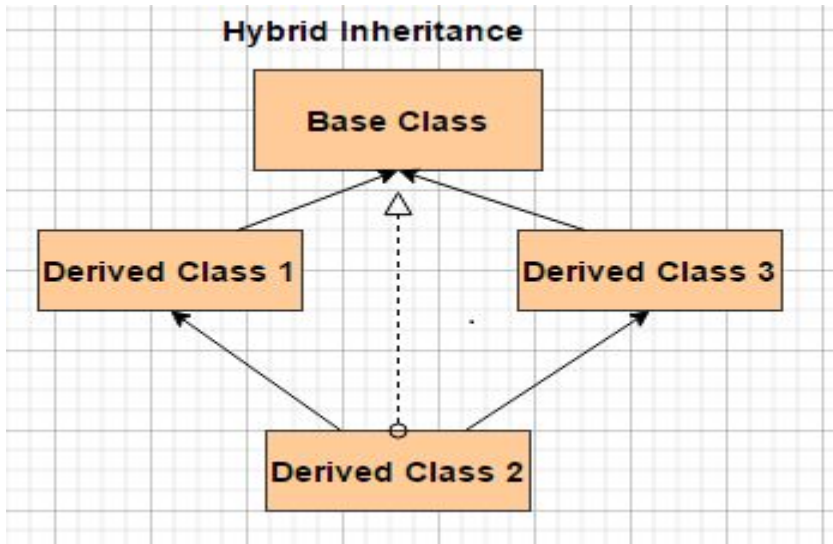 Hybrid Inheritance
Base Class
Derived Class 1
Derived Class 3
Derived Class 2